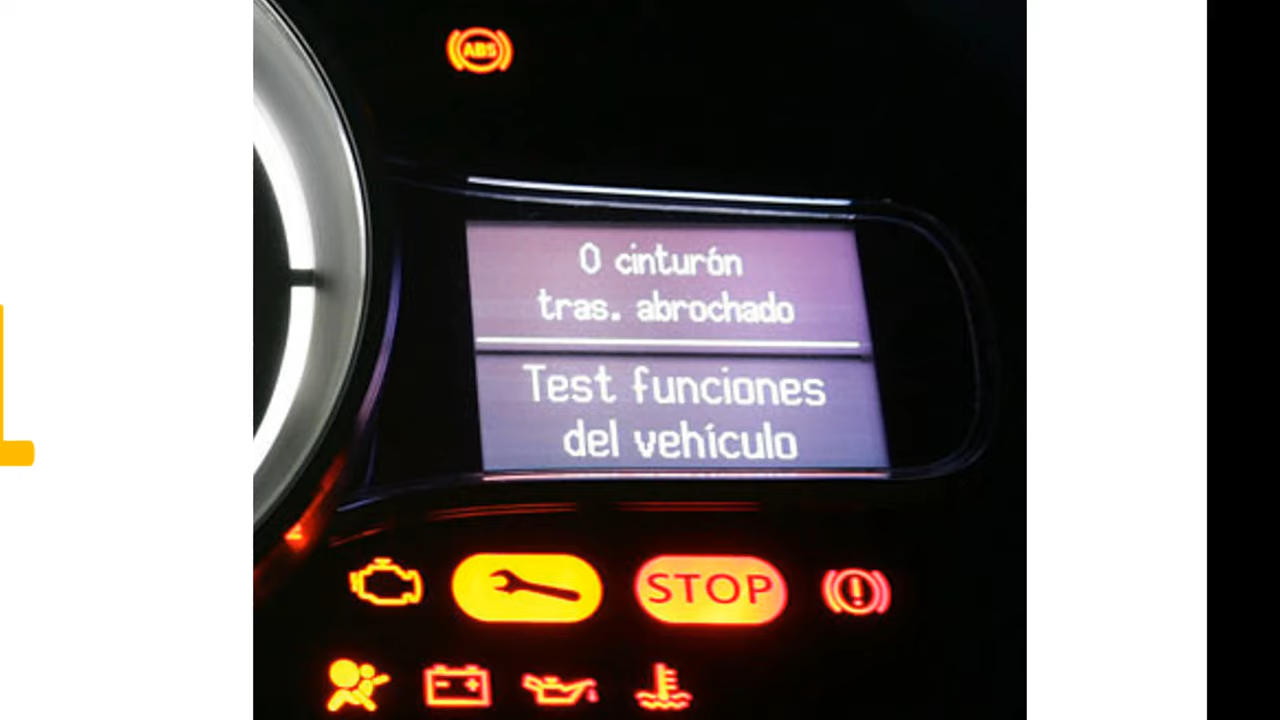 ABS
0 cinturón
tras. abrochado
Test funciones
del vehículo
STOP